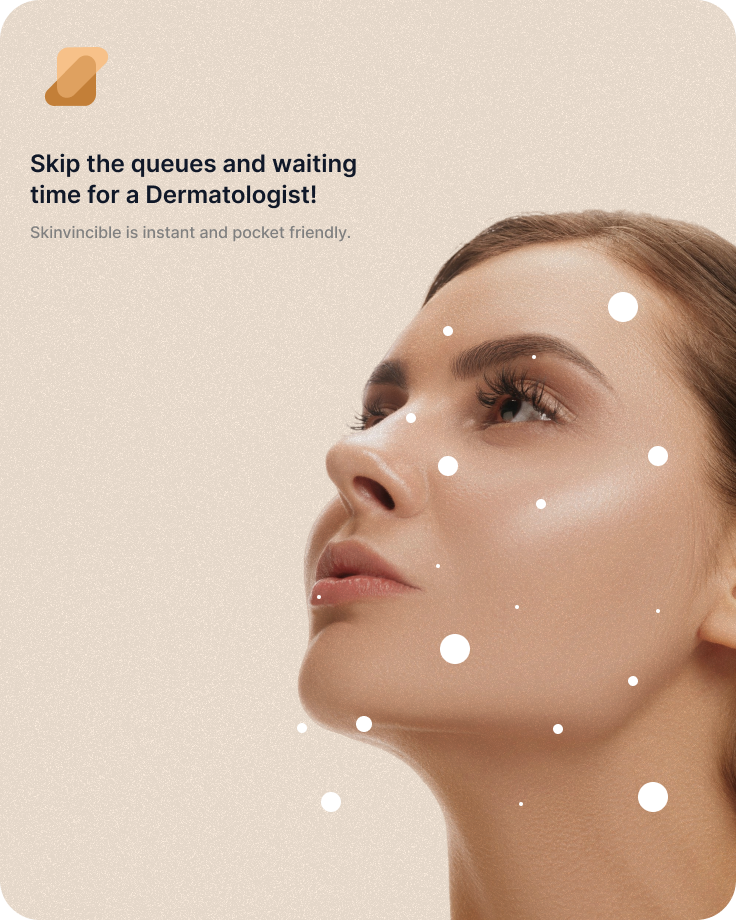 Skip the queues and waiting
time for a Dermatologist!
Skinvincible is instant and pocket friendly.